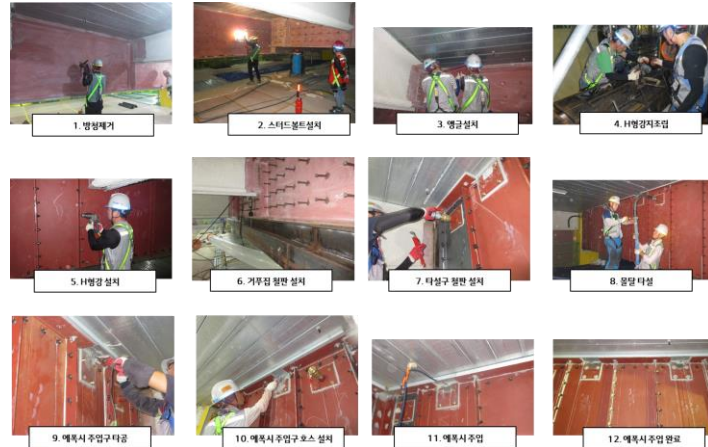 1. 방청제거
2. 스터드볼트설치
3. 앵글설치
4. H형강지조립
5. H형강 설치
6. 거푸집 철판 설치
7. 타설구 철판 설치
8. 몰탈 타설
9. 에폭시 주입구 타공
10. 에폭시 주입구 호스 설치
11. 에폭시 주입
12. 에폭시 주입 완료